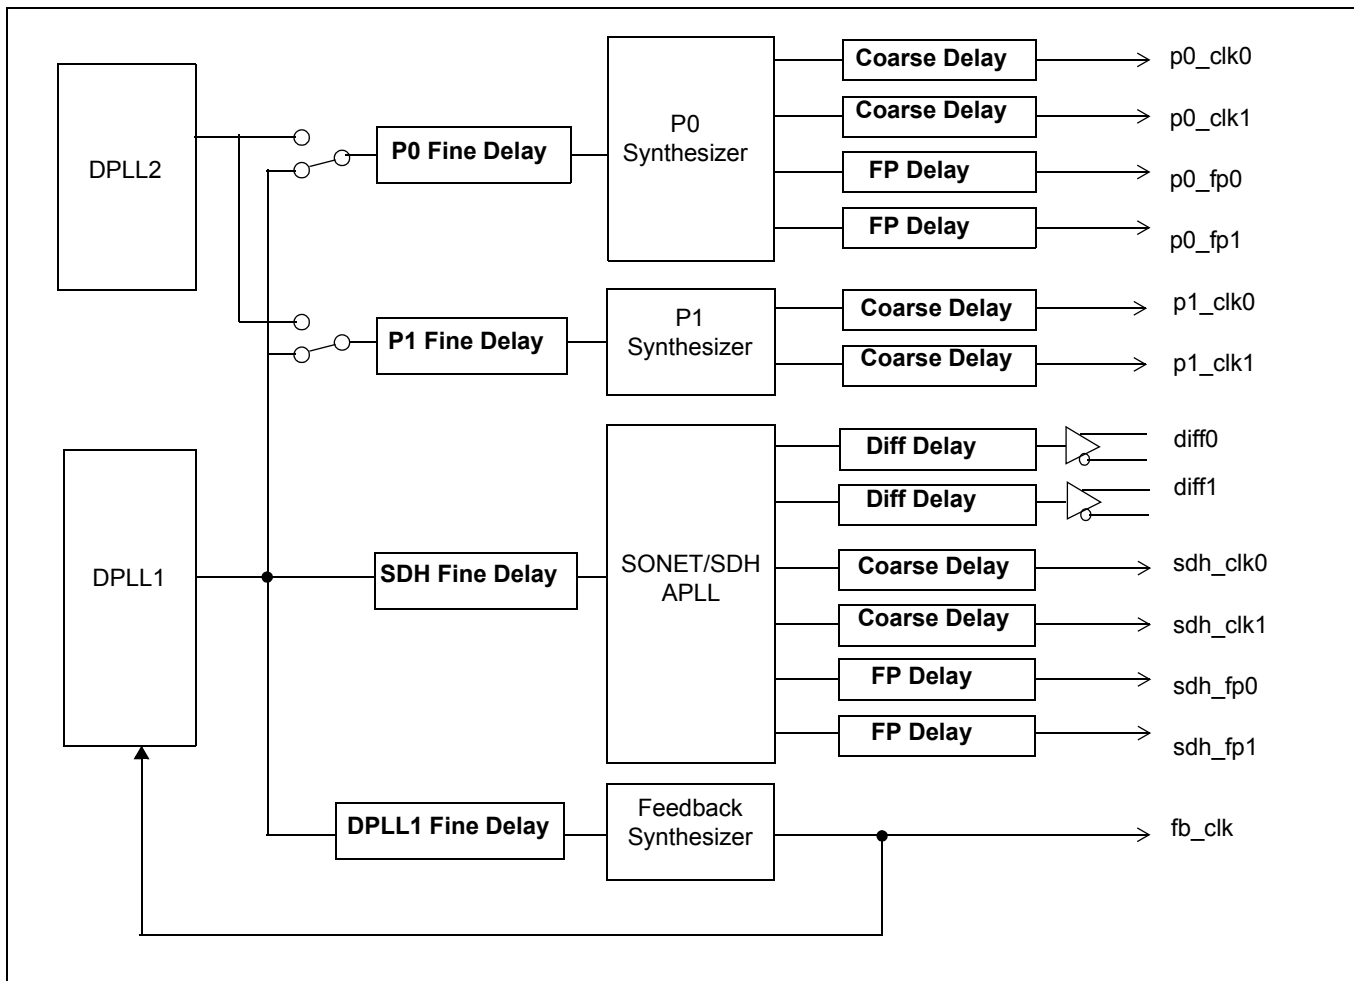 DPLL2
P0 Fine Delay
P0
Synthesizer
Coarse Delay
p0_clk0
Coarse Delay
p0_clk1
FP Delay
p0_fp0
FP Delay
p0_fp1
P1 Fine Delay
P1
Synthesizer
Coarse Delay
p1_clk0
Coarse Delay
p1_clk1
DPLL1
SDH Fine Delay
SONET/SDH
APLL
Diff Delay
diff0
Diff Delay
diff1
Coarse Delay
sdh_clk0
Coarse Delay
sdh_clk1
FP Delay
sdh_fp0
FP Delay
sdh_fp1
DPLL1 Fine Delay
Feedback
Synthesizer
fb_clk